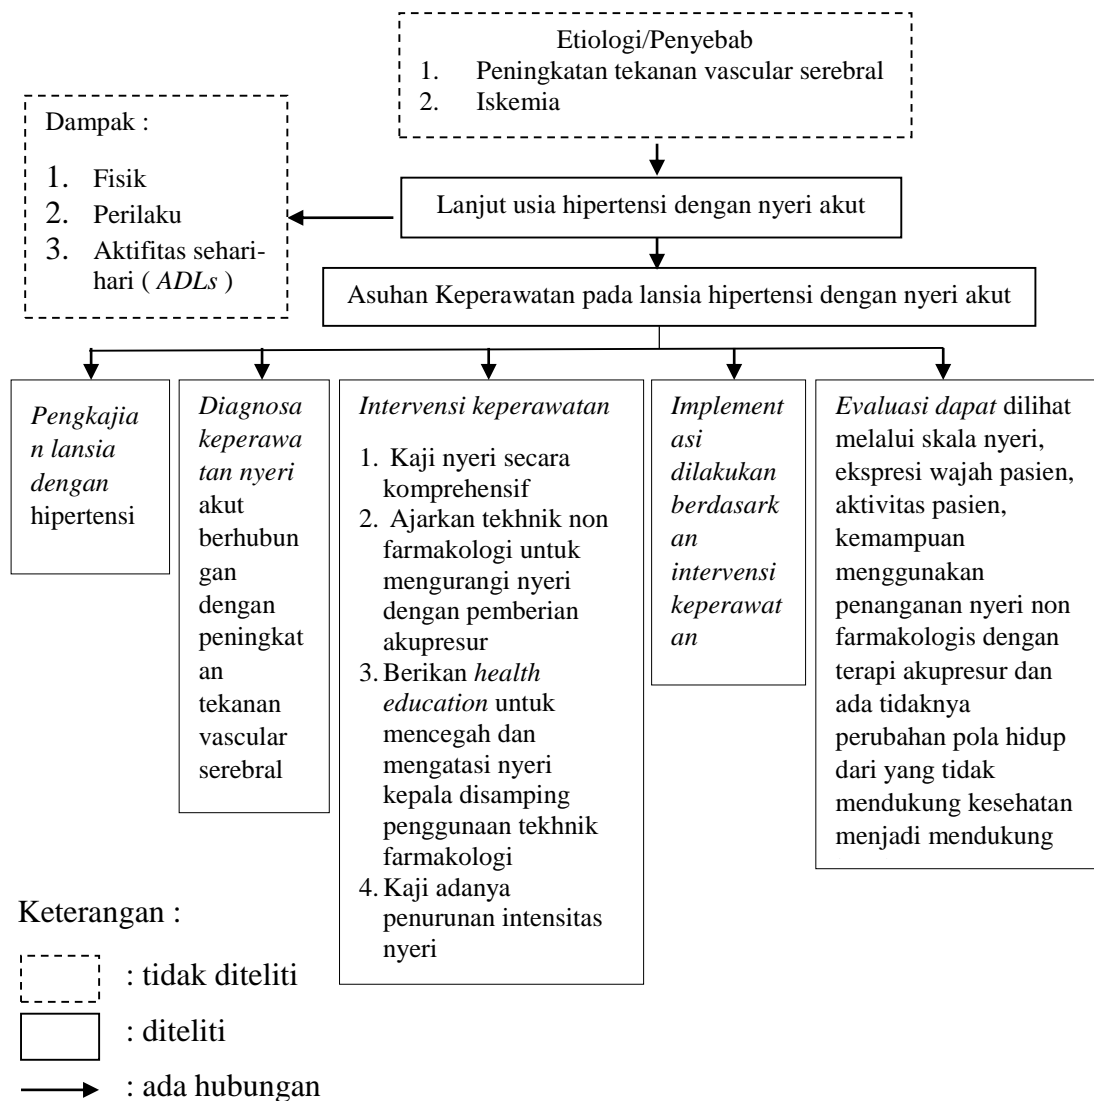 Etiologi/Penyebab
1. Peningkatan tekanan vascular serebral
2. Iskemia
Dampak :
1. Fisik
2. Perilaku
3. Aktifitas sehari-
hari ( ADLs )
Lanjut usia hipertensi dengan nyeri akut
Asuhan Keperawatan pada lansia hipertensi dengan nyeri akut
Pengkajia
n lansia
dengan
hipertensi
Diagnosa
keperawa
tan nyeri
akut
berhubun
gan
dengan
peningkat
an
tekanan
vascular
serebral
Intervensi keperawatan
1. Kaji nyeri secara
komprehensif
2. Ajarkan tekhnik non
farmakologi untuk
mengurangi nyeri
dengan pemberian
akupresur
3. Berikan health
education untuk
mencegah dan
mengatasi nyeri
kepala disamping
penggunaan tekhnik
farmakologi
4. Kaji adanya
penurunan intensitas
nyeri
Implement
asi
dilakukan
berdasark
an
intervensi
keperawat
an
Evaluasi dapat dilihat
melalui skala nyeri,
ekspresi wajah pasien,
aktivitas pasien,
kemampuan
menggunakan
penanganan nyeri non
farmakologis dengan
terapi akupresur dan
ada tidaknya
perubahan pola hidup
dari yang tidak
mendukung kesehatan
menjadi mendukung
Keterangan :
: tidak diteliti
: diteliti
: ada hubungan